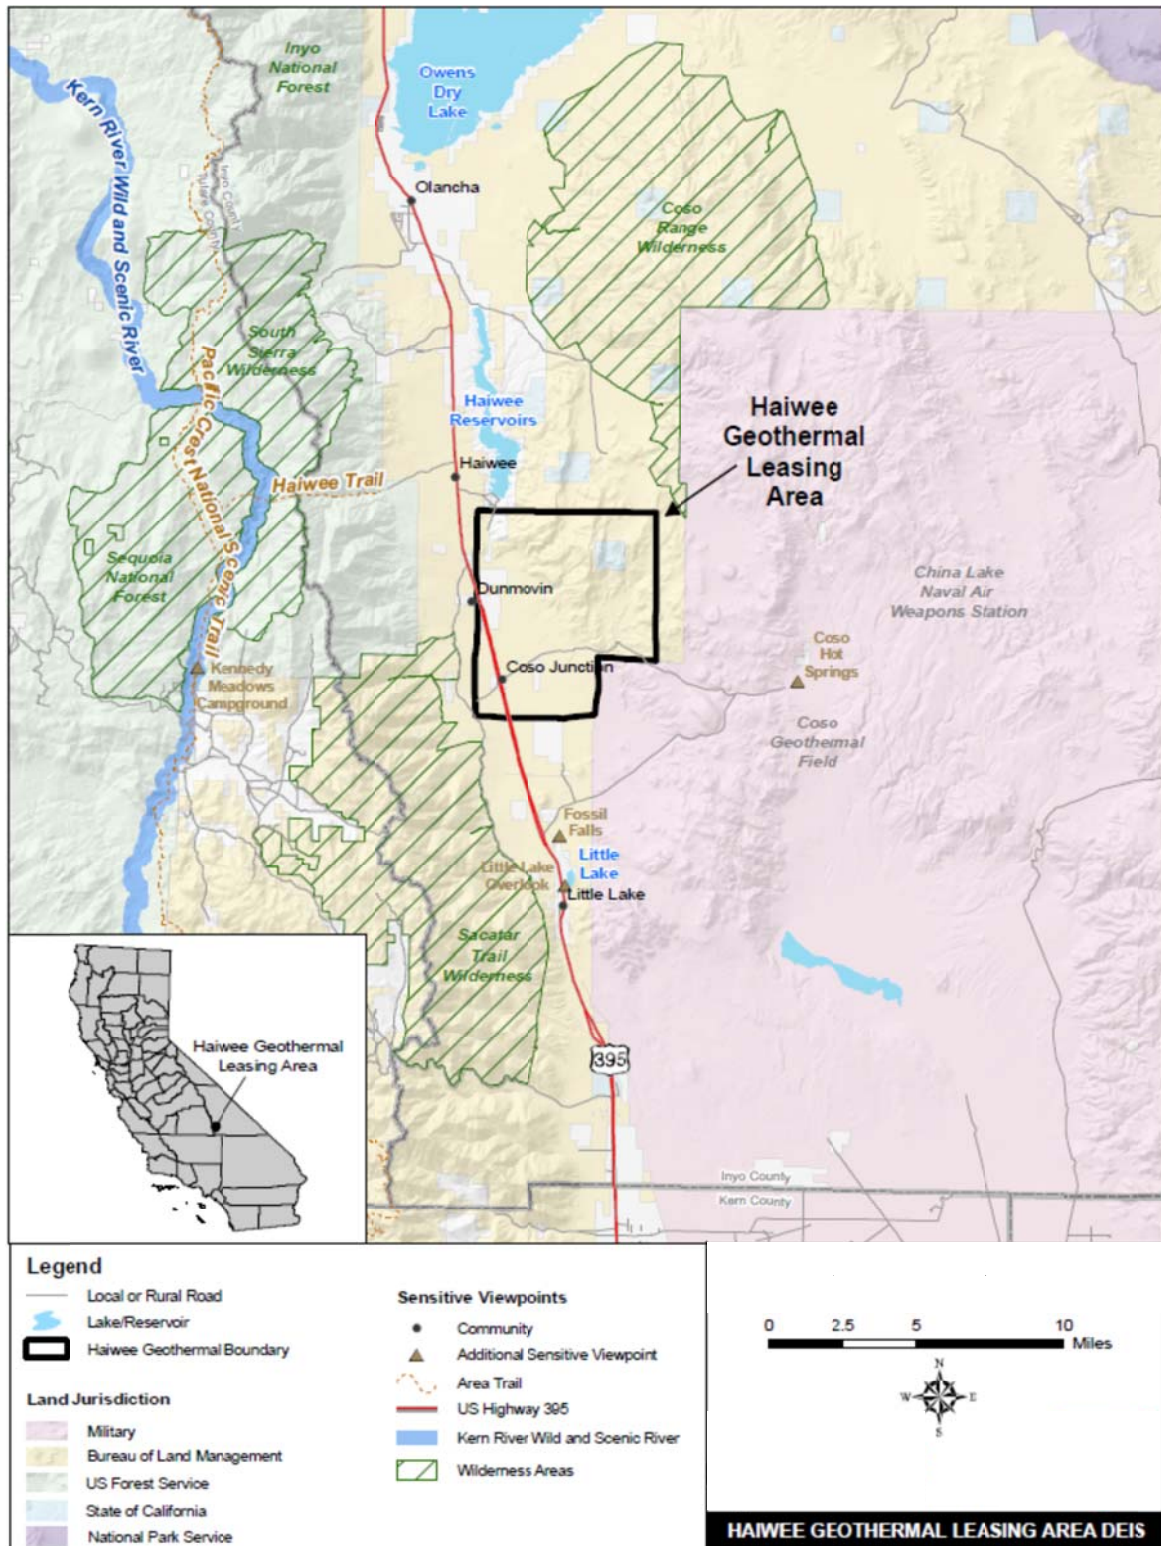 Inyo
National
Forest
Owens
Dry
Lake
Kern River Wild and Scenic River
Inyo County
Tulare County
Olancha
Coso
Range
Wilderness
South
Sierra
Wilderness
Pacific Crest National Scenic Trail
Haiwee
Reservoirs
Haiwee
Geothermal
Leasing
Area
Haiwee
Haiwee Trail
Sequoia
National
Forest
Dunmovin
China Lake
Naval Air
Weapons Station
Coso
Hot
Springs
Coso Junction
Kennedy
Meadows
Campground
Coso
Geothermal
Field
Fossil
Falls
Little
Lake
Little Lake
Overlook
Little Lake
Sacatar
Trail
Wilderness
395
Haiwee Geothermal
Leasing Area
Inyo County
Kern County
Legend
Local or Rural Road
Lake/Reservoir
Haiwee Geothermal Boundary
Land Jurisdiction
Military
Bureau of Land Management
US Forest Service
State of California
National Park Service
Sensitive Viewpoints
Community
Additional Sensitive Viewpoint
Area Trail
US Highway 395
Kern River Wild and Scenic River
Wilderness Areas
0 2.5 5 10
Miles
N
W E
S
HAIWEE GEOTHERMAL LEASING AREA DEIS